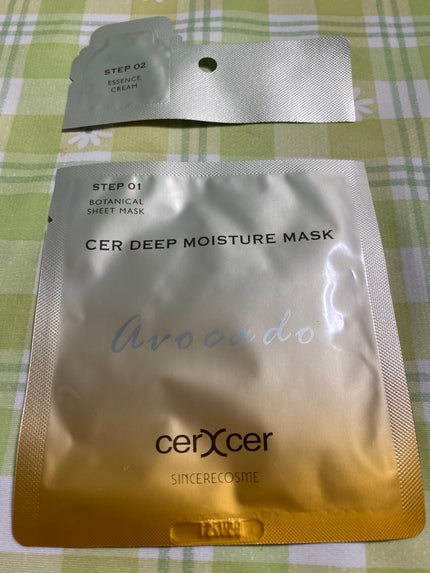 STEP 02
ESSENCE
CREAM
STEP 01
BOTANICAL
SHEET MASK
CER DEEP MOISTURE MASK
Avocado
cerXcer
SINCERECOSME